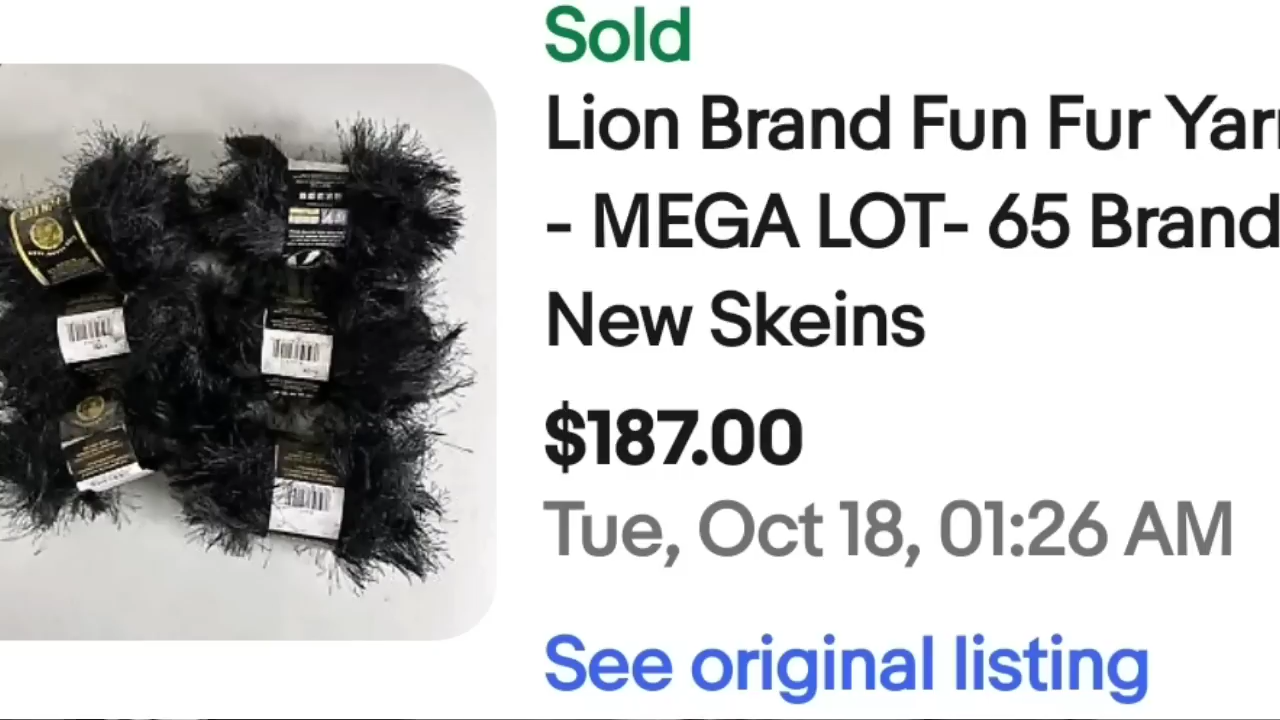 Sold
Lion Brand Fun Fur Yar
- MEGA LOT- 65 Brand
New Skeins
$187.00
Tue, Oct 18, 01:26 AM
See original listing